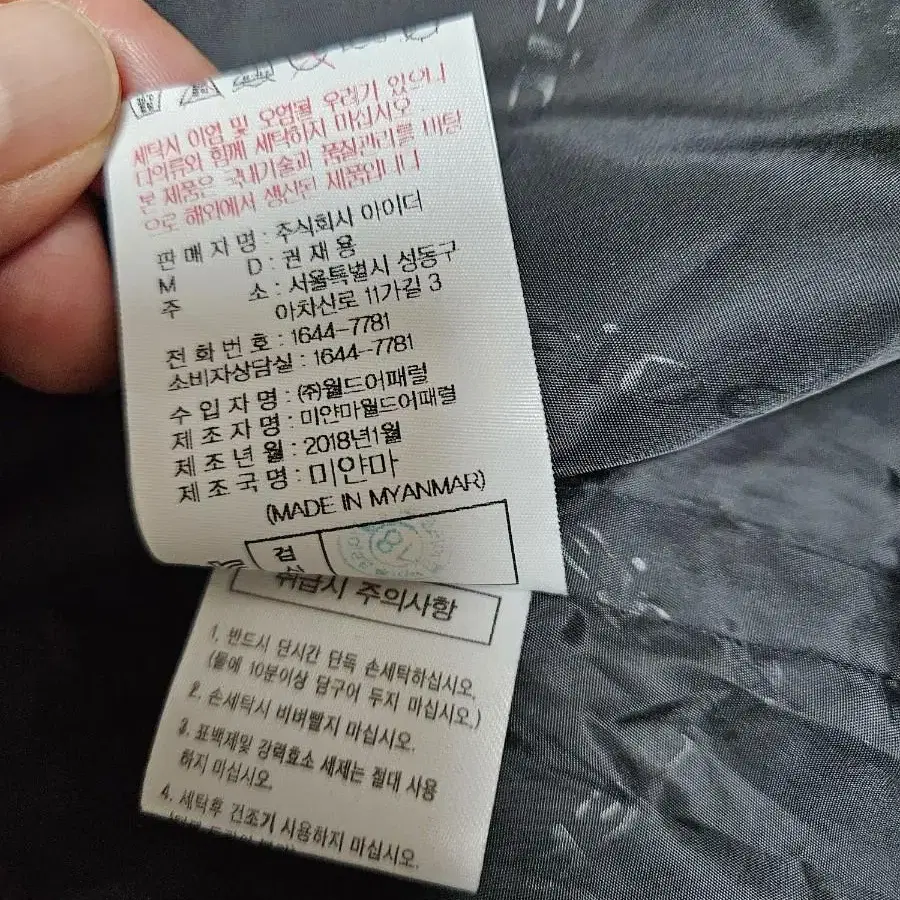 세탁시 이염 및 오염될 우려가 있으니
타의류와 함께 세탁하지 마십시오.
본 제품은 국내기술과 품질관리를 바탕
으로 해외에서 생산된 제품입니다
판매자명 : 주식회사 아이더
M D : 권재용
주 소 : 서울특별시 성동구
아차산로 11가길 3
전화번호 : 1644-7781
소비자상담실 : 1644-7781
수입자명 : (주)월드어패럴
제조자명 : 미얀마월드어패럴
제조년월 : 2018년1월
제조국명 : 미얀마
(MADE IN MYANMAR)
검
취급시 주의사항
1. 반드시 단시간 단독 손세탁하십시오.
(물에 10분이상 담구어 두지 마십시오.)
2. 손세탁시 비벼빨지 마십시오.
3. 표백제및 강력효소 세제는 절대 사용
하지 마십시오.
4. 세탁후 건조기 사용하지 마십시오.